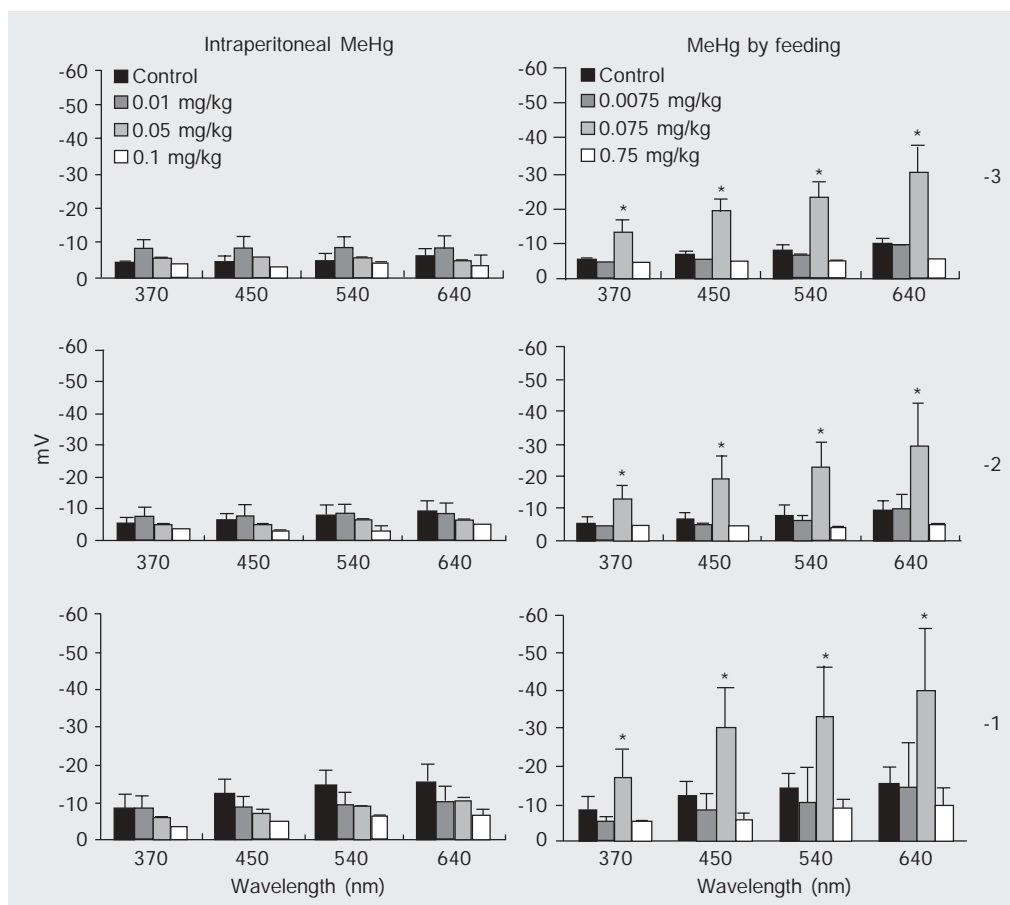 Intraperitoneal MeHg
-60
-50
-40
-30
-20
-10
0
Control
0.01 mg/kg
0.05 mg/kg
0.1 mg/kg
370 450 540 640
MeHg by feeding
-60
-50
-40
-30
-20
-10
0
Control
0.0075 mg/kg
0.075 mg/kg
0.75 mg/kg
* * * *
370 450 540 640
-3
mV
-60
-50
-40
-30
-20
-10
0
370 450 540 640
-60
-50
-40
-30
-20
-10
0
* * * *
370 450 540 640
-2
-60
-50
-40
-30
-20
-10
0
370 450 540 640
Wavelength (nm)
-60
-50
-40
-30
-20
-10
0
* * * *
370 450 540 640
Wavelength (nm)
-1